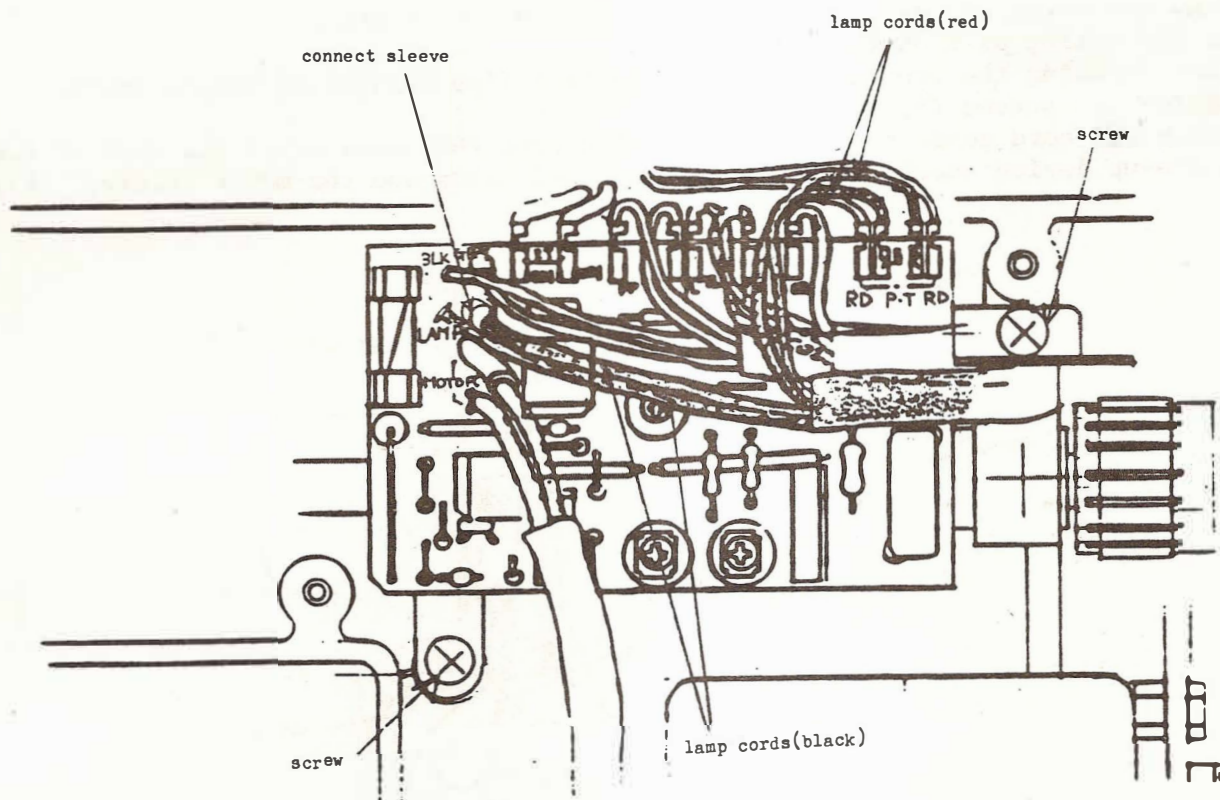 lamp cords(red)
connect sleeve
screw
BLK
LAMP
MOTOR
RD P-T RD
lamp cords(black)
screw